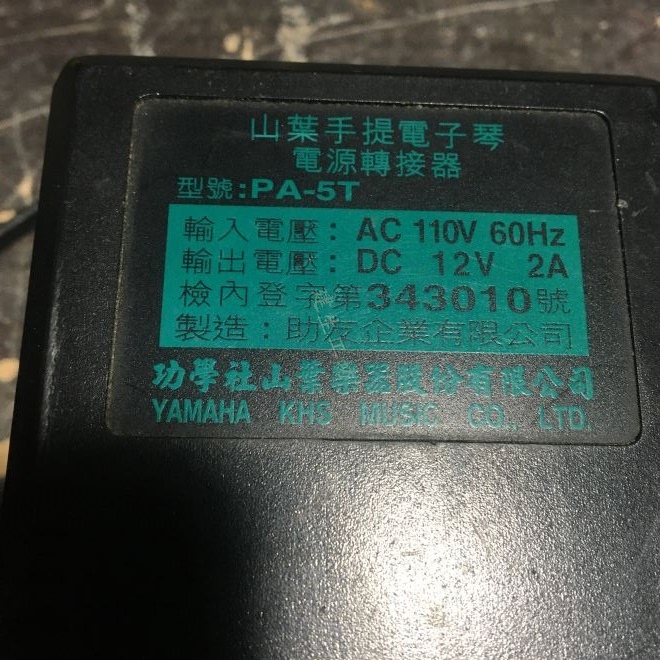 山葉手提電子琴
電源轉接器
型號:PA-5T
輸入電壓: AC 110V 60Hz
輸出電壓: DC 12V 2A
檢內登字第343010號
製造:助友企業有限公司
功學社山葉樂器股份有限公司
YAMAHA KHS MUSIC CO., LTD.